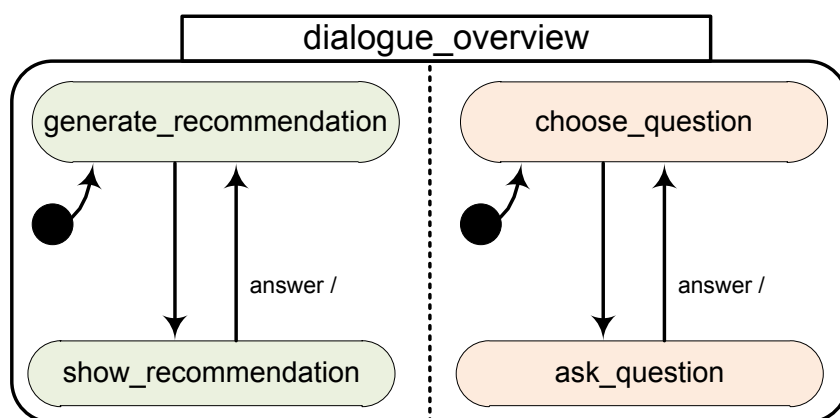 dialogue_overview
generate_recommendation
choose_question
answer /
answer /
show_recommendation
ask_question